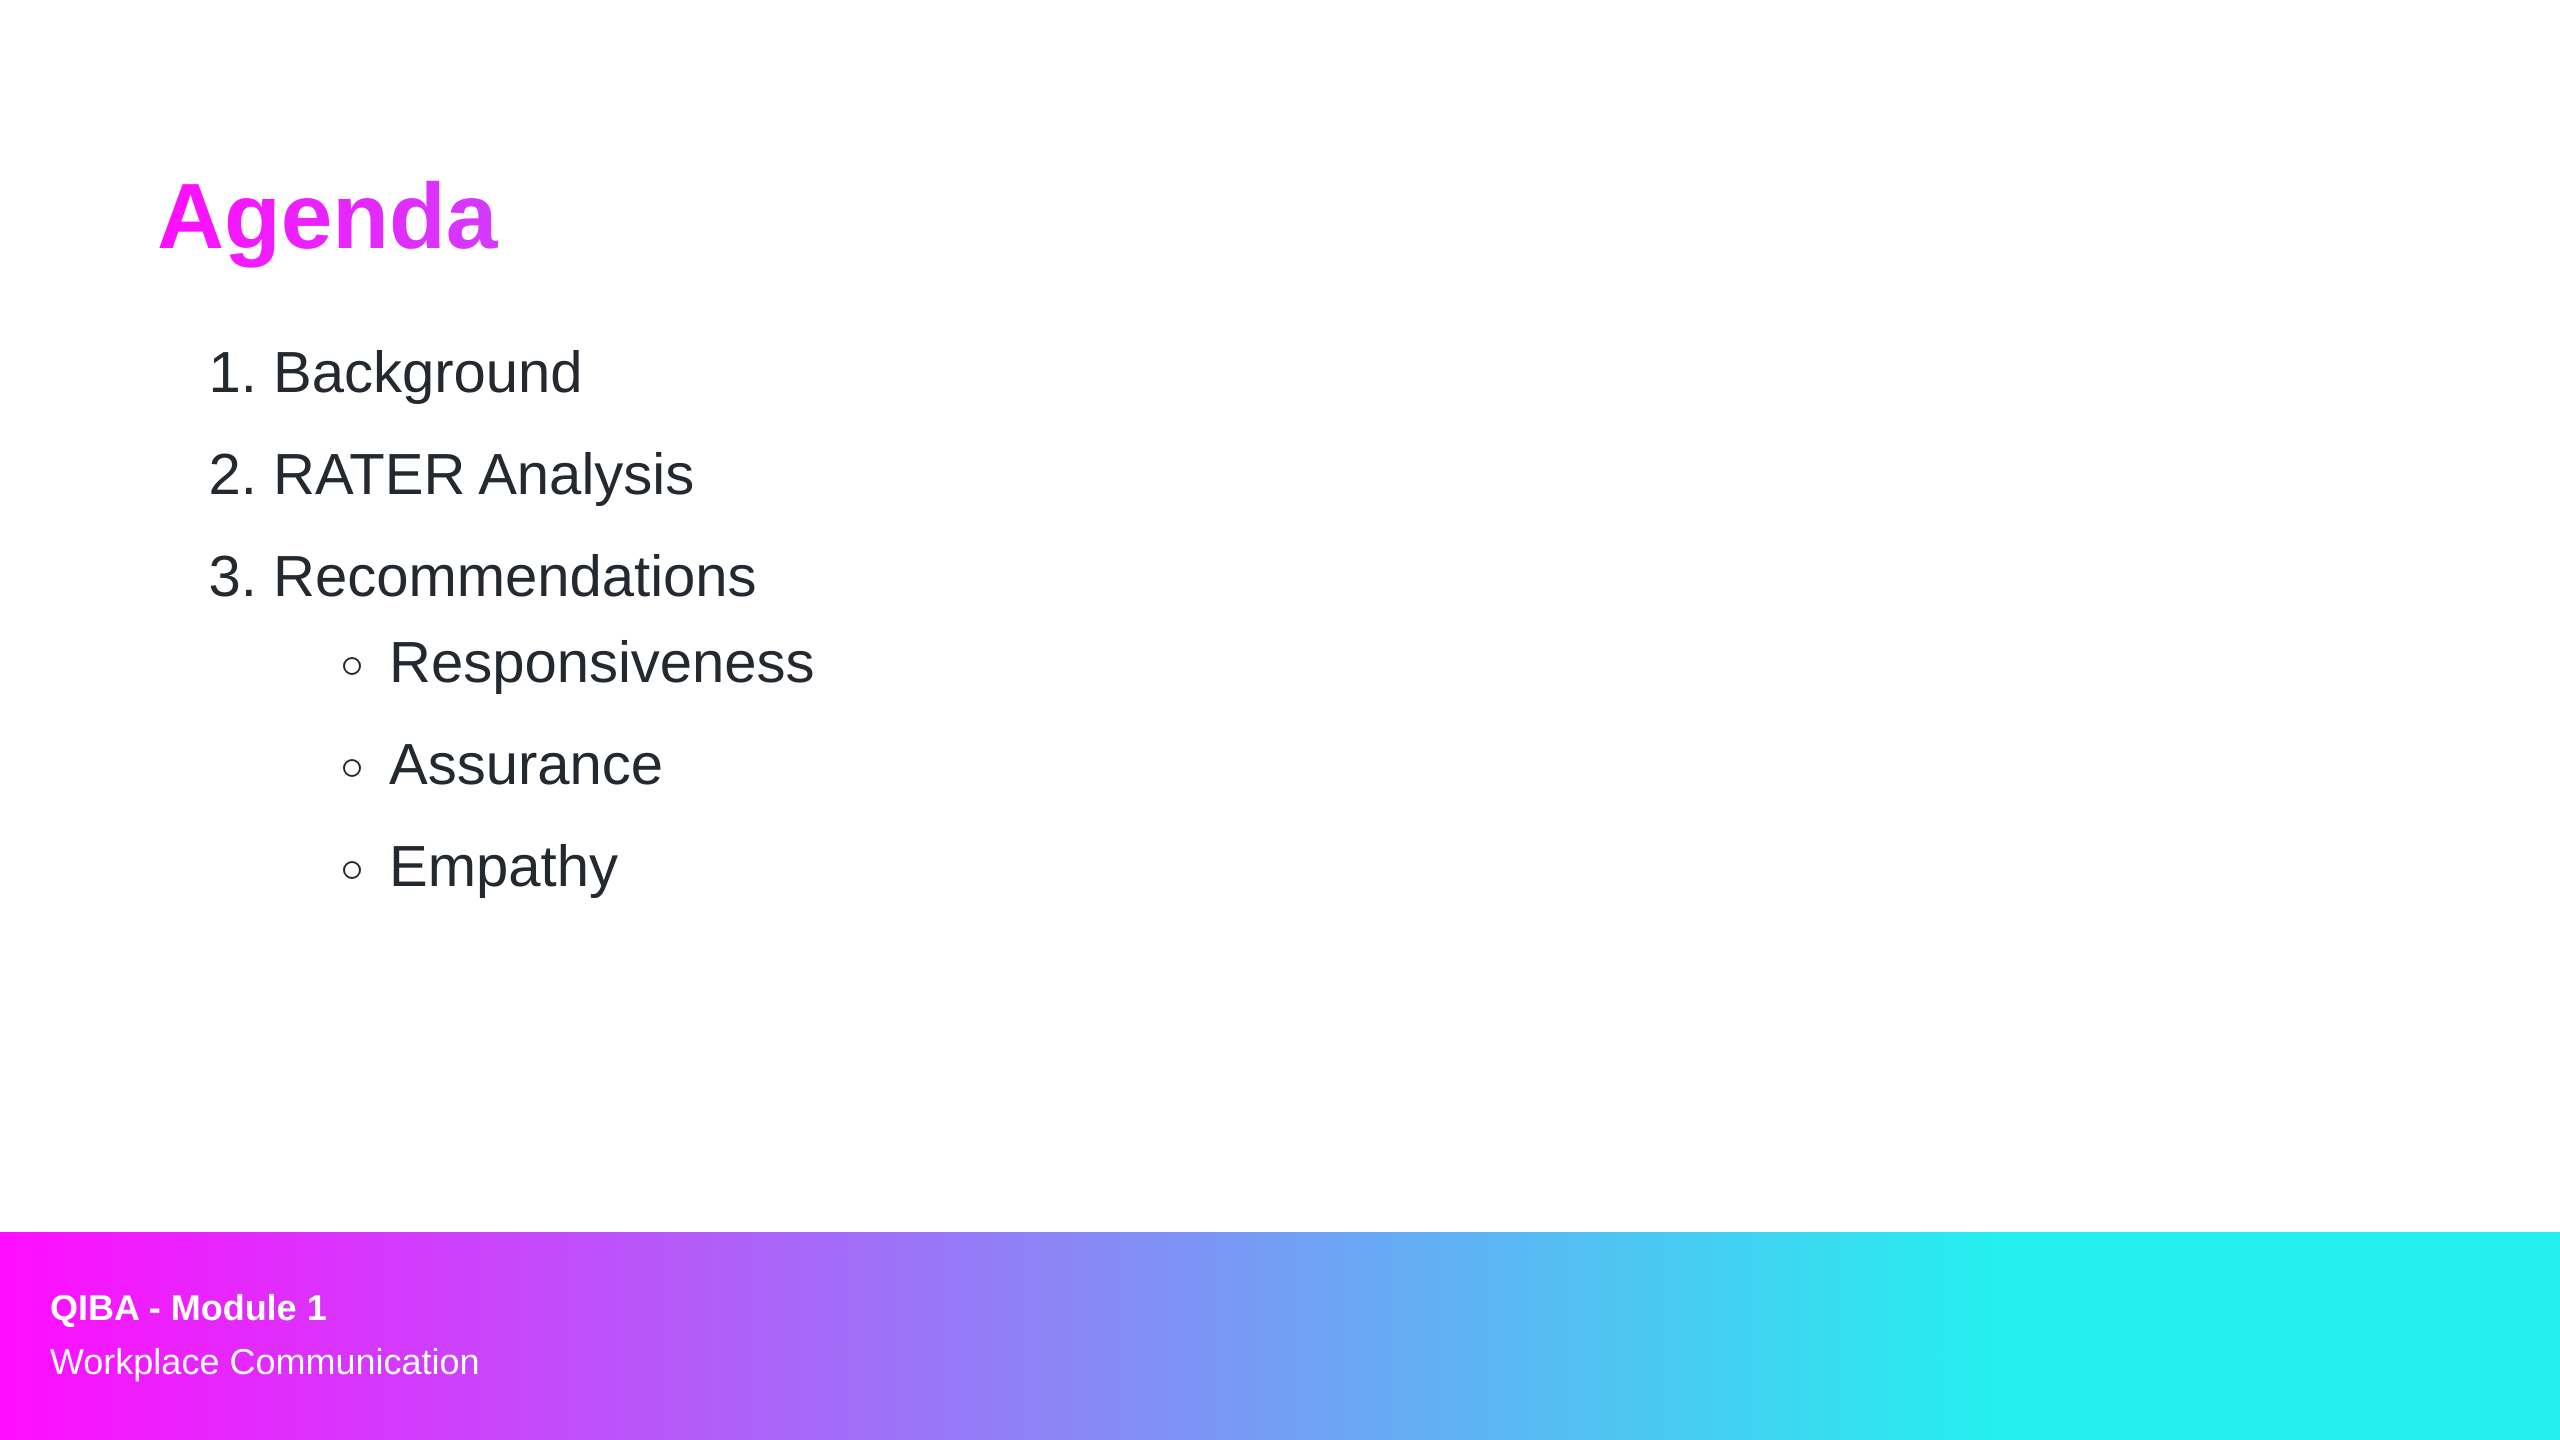 Agenda
1. Background
2. RATER Analysis
3. Recommendations
○ Responsiveness
○ Assurance
○ Empathy
QIBA - Module 1
Workplace Communication